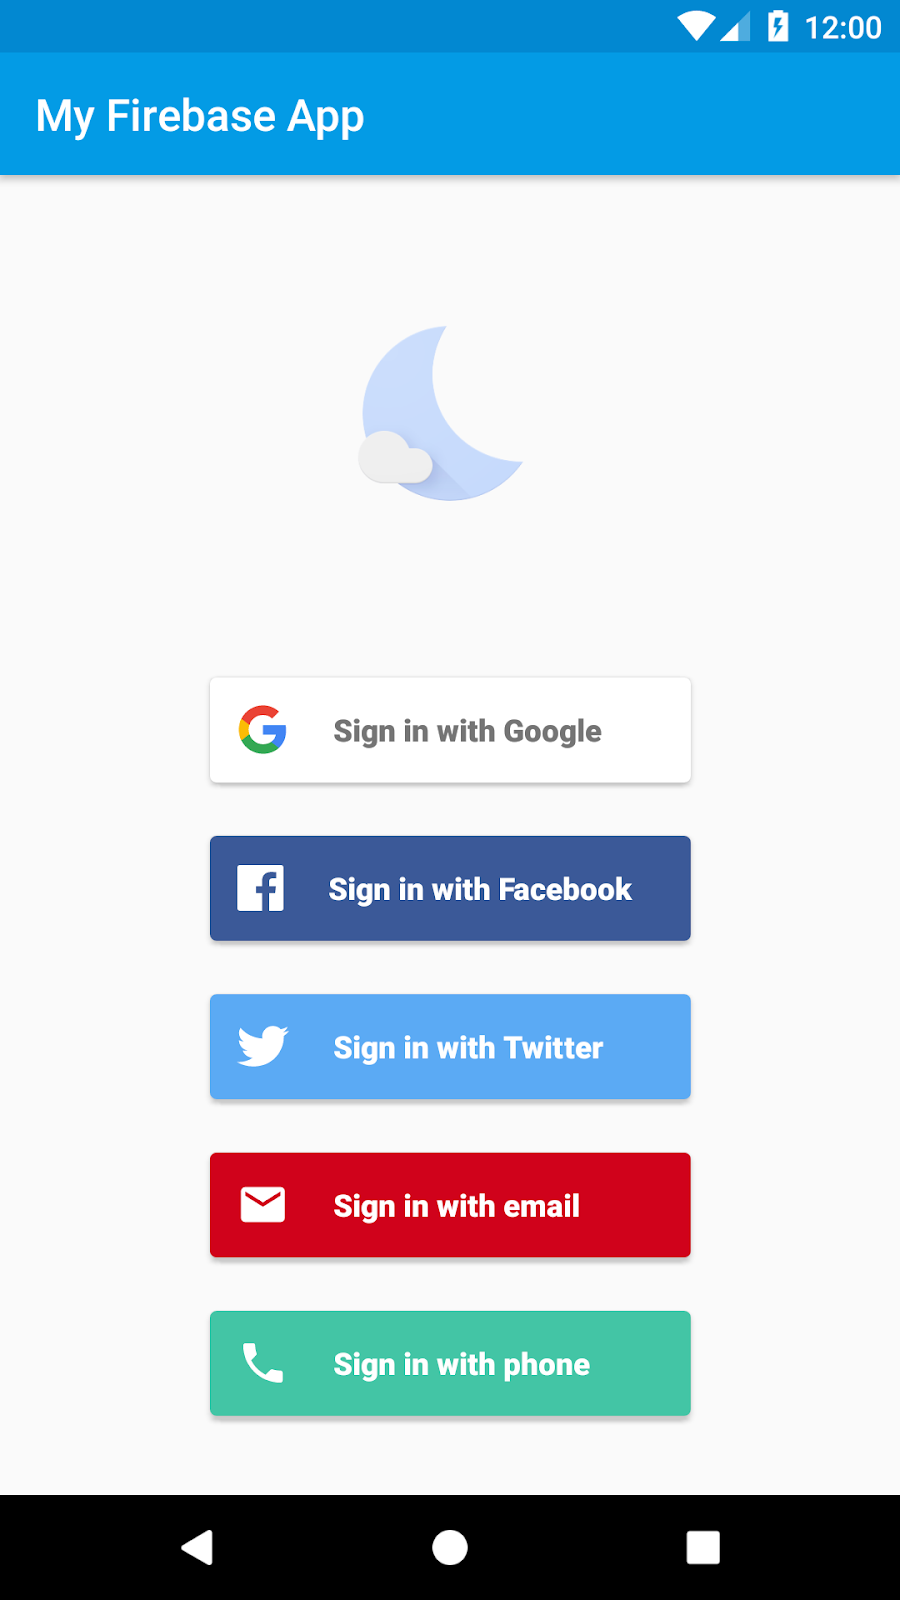 12:00
My Firebase App
Sign in with Google
Sign in with Facebook
Sign in with Twitter
Sign in with email
Sign in with phone